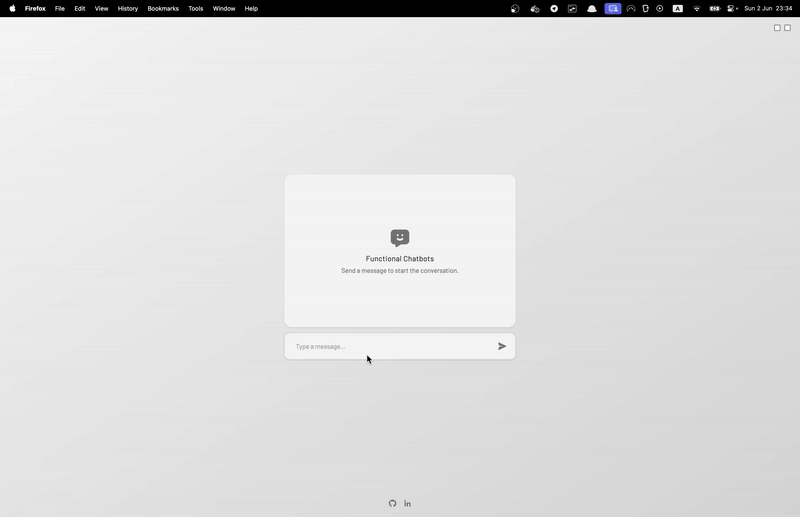 Firefox File Edit View History Bookmarks Tools Window Help A Sun 2 Jun 23:34
Functional Chatbots
Send a message to start the conversation.
Type a message...
in